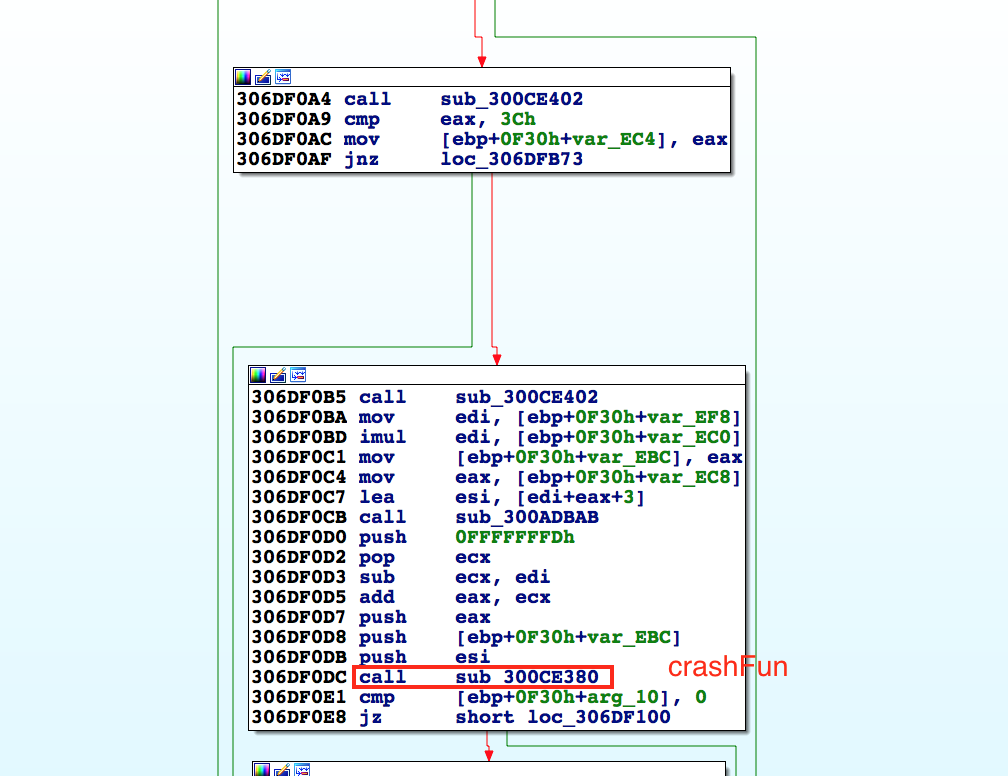 306DF0A4 call sub_300CE402
306DF0A9 cmp eax, 3Ch
306DF0AC mov [ebp+0F30h+var_EC4], eax
306DF0AF jnz loc_306DFB73
306DF0B5 call sub_300CE402
306DF0BA mov edi, [ebp+0F30h+var_EF8]
306DF0BD imul edi, [ebp+0F30h+var_EC0]
306DF0C1 mov [ebp+0F30h+var_EBC], eax
306DF0C4 mov eax, [ebp+0F30h+var_EC8]
306DF0C7 lea esi, [edi+eax+3]
306DF0CB call sub_300ADBAB
306DF0D0 push 0FFFFFFFDh
306DF0D2 pop ecx
306DF0D3 sub ecx, edi
306DF0D5 add eax, ecx
306DF0D7 push eax
306DF0D8 push [ebp+0F30h+var_EBC]
306DF0DB push esi
306DF0DC call sub_300CE380 crashFun
306DF0E1 cmp [ebp+0F30h+arg_10], 0
306DF0E8 jz short loc_306DF100